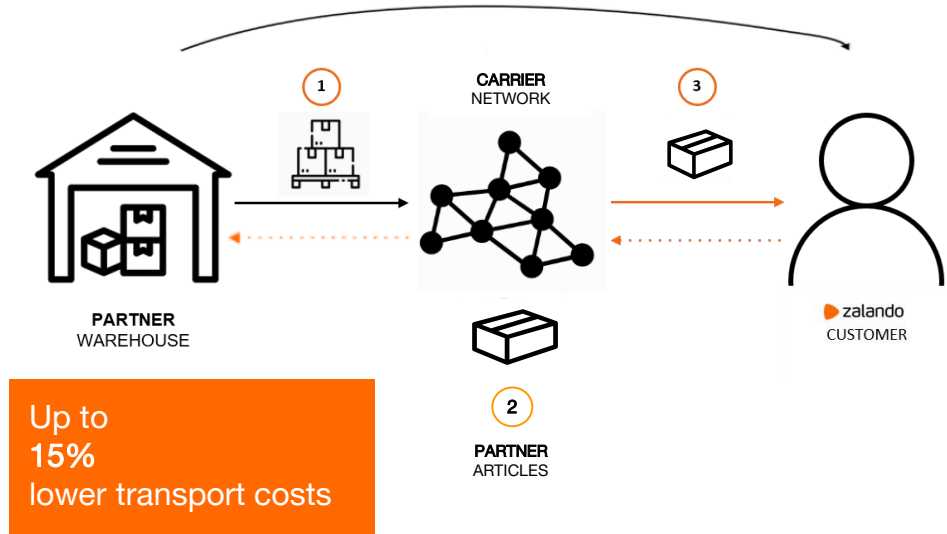 1
CARRIER
NETWORK
3
PARTNER
WAREHOUSE
zalando
CUSTOMER
2
PARTNER
ARTICLES
Up to
15%
lower transport costs